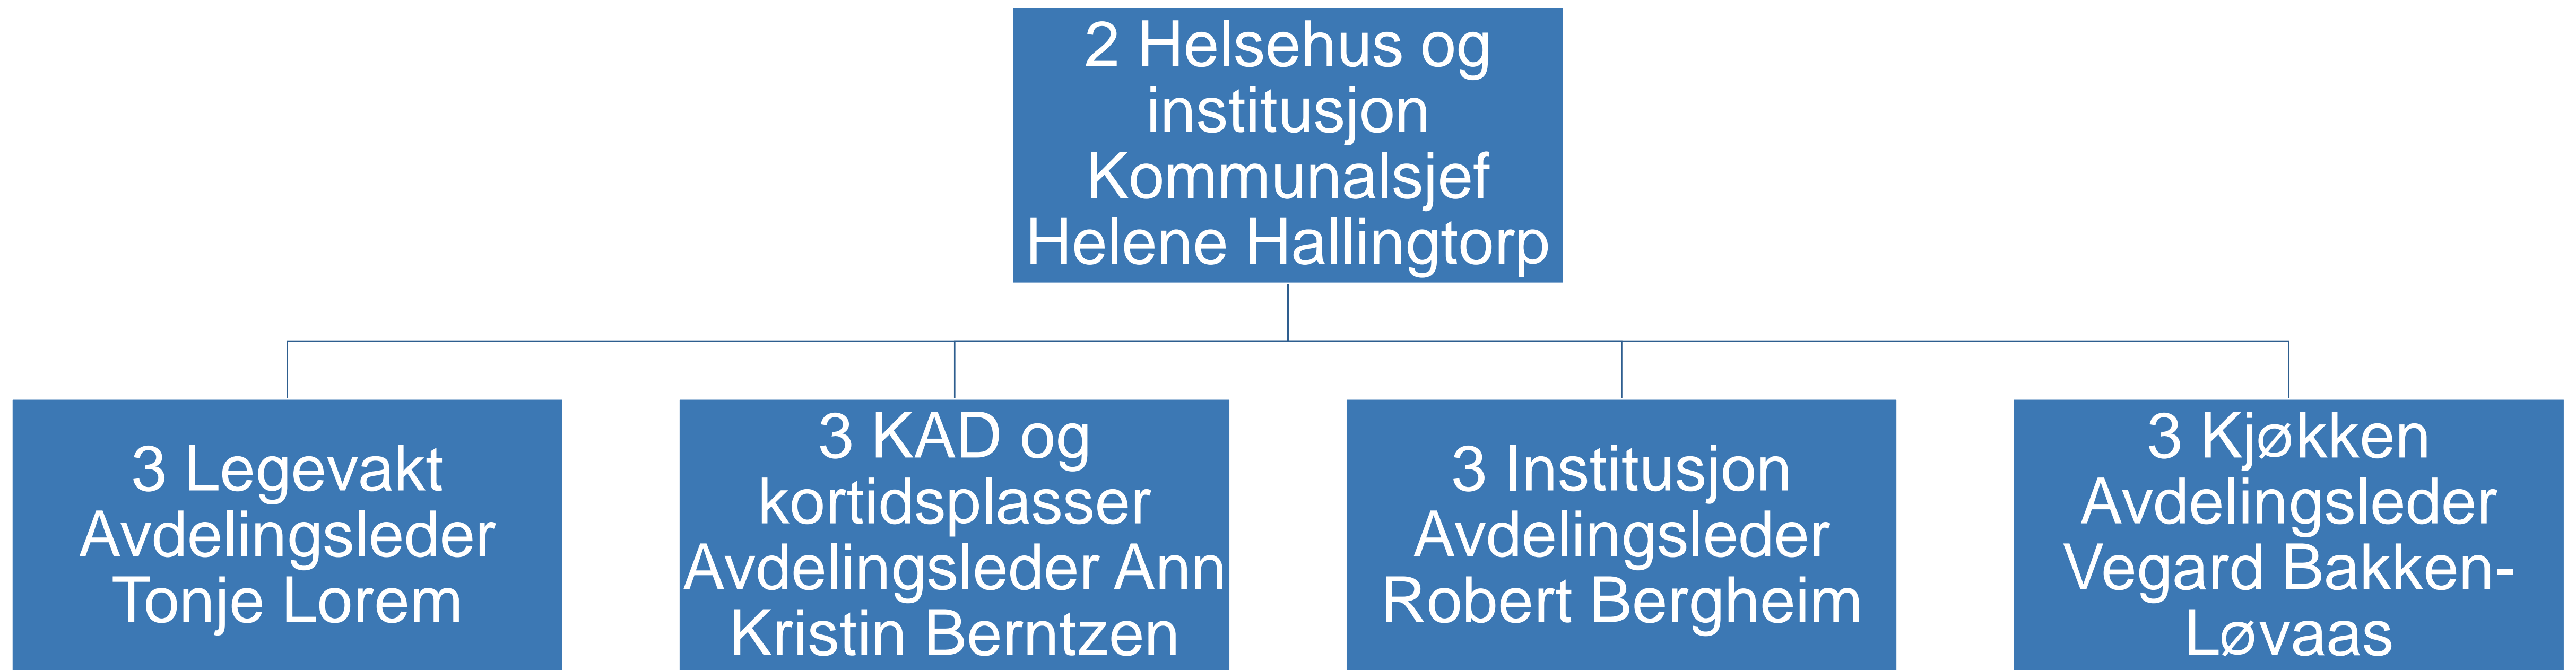 2 Helsehus og
institusjon
Kommunalsjef
Helene Hallingtorp
3 Legevakt
Avdelingsleder
Tonje Lorem
3 KAD og
kortidsplasser
Avdelingsleder Ann
Kristin Berntzen
3 Institusjon
Avdelingsleder
Robert Bergheim
3 Kjøkken
Avdelingsleder
Vegard Bakken-
Løvaas